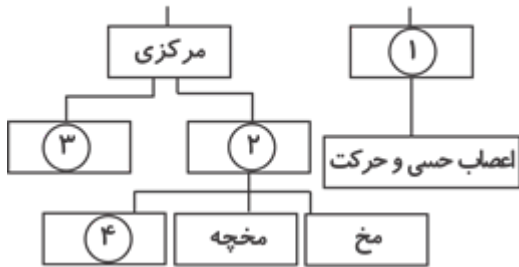 ۱
مرکزی
اعصاب حسی و حرکت
۲
۳
مخ
مخچه
۴